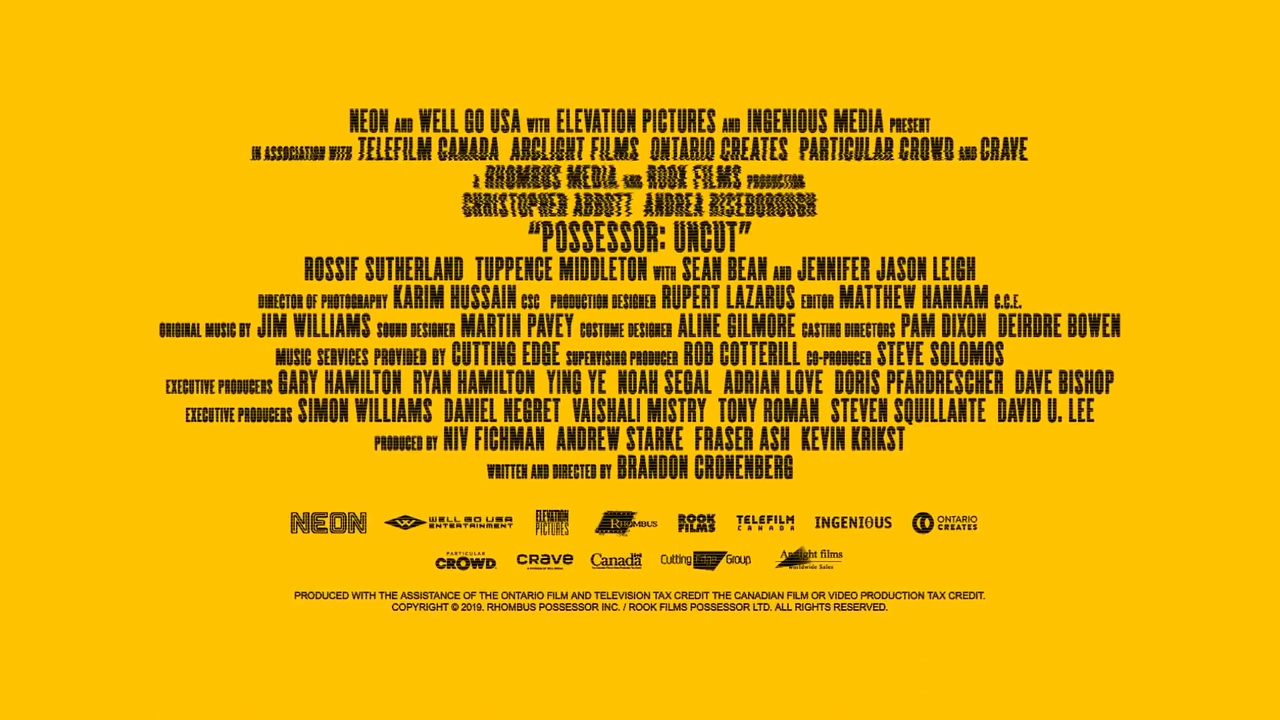 NEON AND WELL GO USA WITH ELEVATION PICTURES AND INGENIOUS MEDIA PRESENT
IN ASSOCIATION WITH TELEFILM CANADA ARCLIGHT FILMS ONTARIO CREATES PARTICULAR CROWD AND CRAVE
A RHOMBUS MEDIA AND ROOK FILMS PRODUCTION
CHRISTOPHER ABBOTT ANDREA RISEBOROUGH
"POSSESSOR: UNCUT"
ROSSIF SUTHERLAND TUPPENCE MIDDLETON WITH SEAN BEAN AND JENNIFER JASON LEIGH
DIRECTOR OF PHOTOGRAPHY KARIM HUSSAIN CSC PRODUCTION DESIGNER RUPERT LAZARUS EDITOR MATTHEW HANNAM C.C.E.
ORIGINAL MUSIC BY JIM WILLIAMS SOUND DESIGNER MARTIN PAVEY COSTUME DESIGNER ALINE GILMORE CASTING DIRECTORS PAM DIXON DEIRDRE BOWEN
MUSIC SERVICES PROVIDED BY CUTTING EDGE SUPERVISING PRODUCER ROB COTTERILL CO-PRODUCER STEVE SOLOMOS
EXECUTIVE PRODUCERS GARY HAMILTON RYAN HAMILTON YING YE NOAH SEGAL ADRIAN LOVE DORIS PFARDRESCHER DAVE BISHOP
EXECUTIVE PRODUCERS SIMON WILLIAMS DANIEL NEGRET VAISHALI MISTRY TONY ROMAN STEVEN SQUILLANTE DAVID U. LEE
PRODUCED BY NIV FICHMAN ANDREW STARKE FRASER ASH KEVIN KRIKST
WRITTEN AND DIRECTED BY BRANDON CRONENBERG
NEON WELL GO USA ENTERTAINMENT ELEVATION PICTURES RHOMBUS ROOK FILMS TELEFILM CANADA INGENIOUS ONTARIO CREATES
PARTICULAR CROWD CRAVE Canada Cutting Edge Group Arclight films Worldwide Sales
PRODUCED WITH THE ASSISTANCE OF THE ONTARIO FILM AND TELEVISION TAX CREDIT THE CANADIAN FILM OR VIDEO PRODUCTION TAX CREDIT.
COPYRIGHT © 2019. RHOMBUS POSSESSOR INC. / ROOK FILMS POSSESSOR LTD. ALL RIGHTS RESERVED.